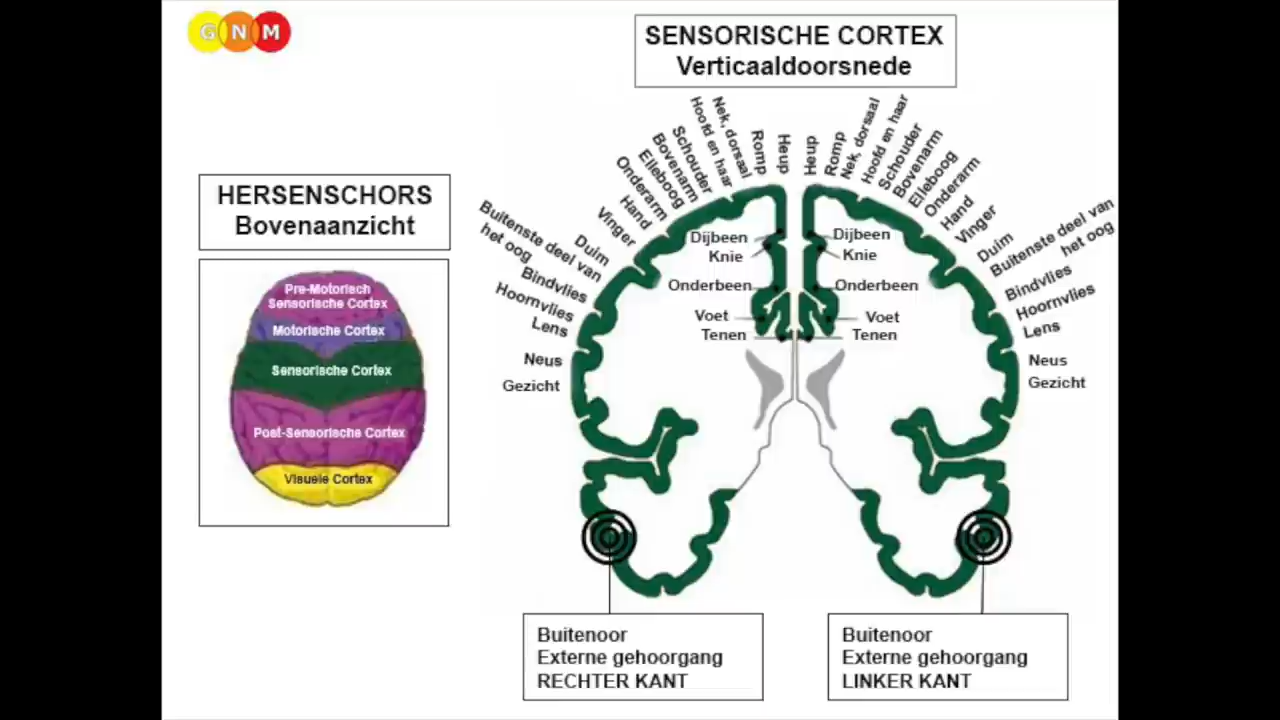 GNM
SENSORISCHE CORTEX
Verticaaldoorsnede
HERSENSCHORS
Bovenaanzicht
Pre-Motorisch
Sensorische Cortex
Motorische Cortex
Sensorische Cortex
Post-Sensorische Cortex
Visuele Cortex
Gezicht
Neus
Lens
Hoornvlies
Bindvlies
Buitenste deel van
het oog
Duim
Vinger
Hand
Onderarm
Elleboog
Bovenarm
Schouder
Hoofd en haar
Nek, dorsaal
Romp
Heup
Heup
Romp
Nek, dorsaal
Hoofd en haar
Schouder
Bovenarm
Elleboog
Onderarm
Hand
Vinger
Duim
Buitenste deel van
het oog
Bindvlies
Hoornvlies
Lens
Neus
Gezicht
Dijbeen
Knie
Onderbeen
Voet
Tenen
Dijbeen
Knie
Onderbeen
Voet
Tenen
Buitenoor
Externe gehoorgang
RECHTER KANT
Buitenoor
Externe gehoorgang
LINKER KANT